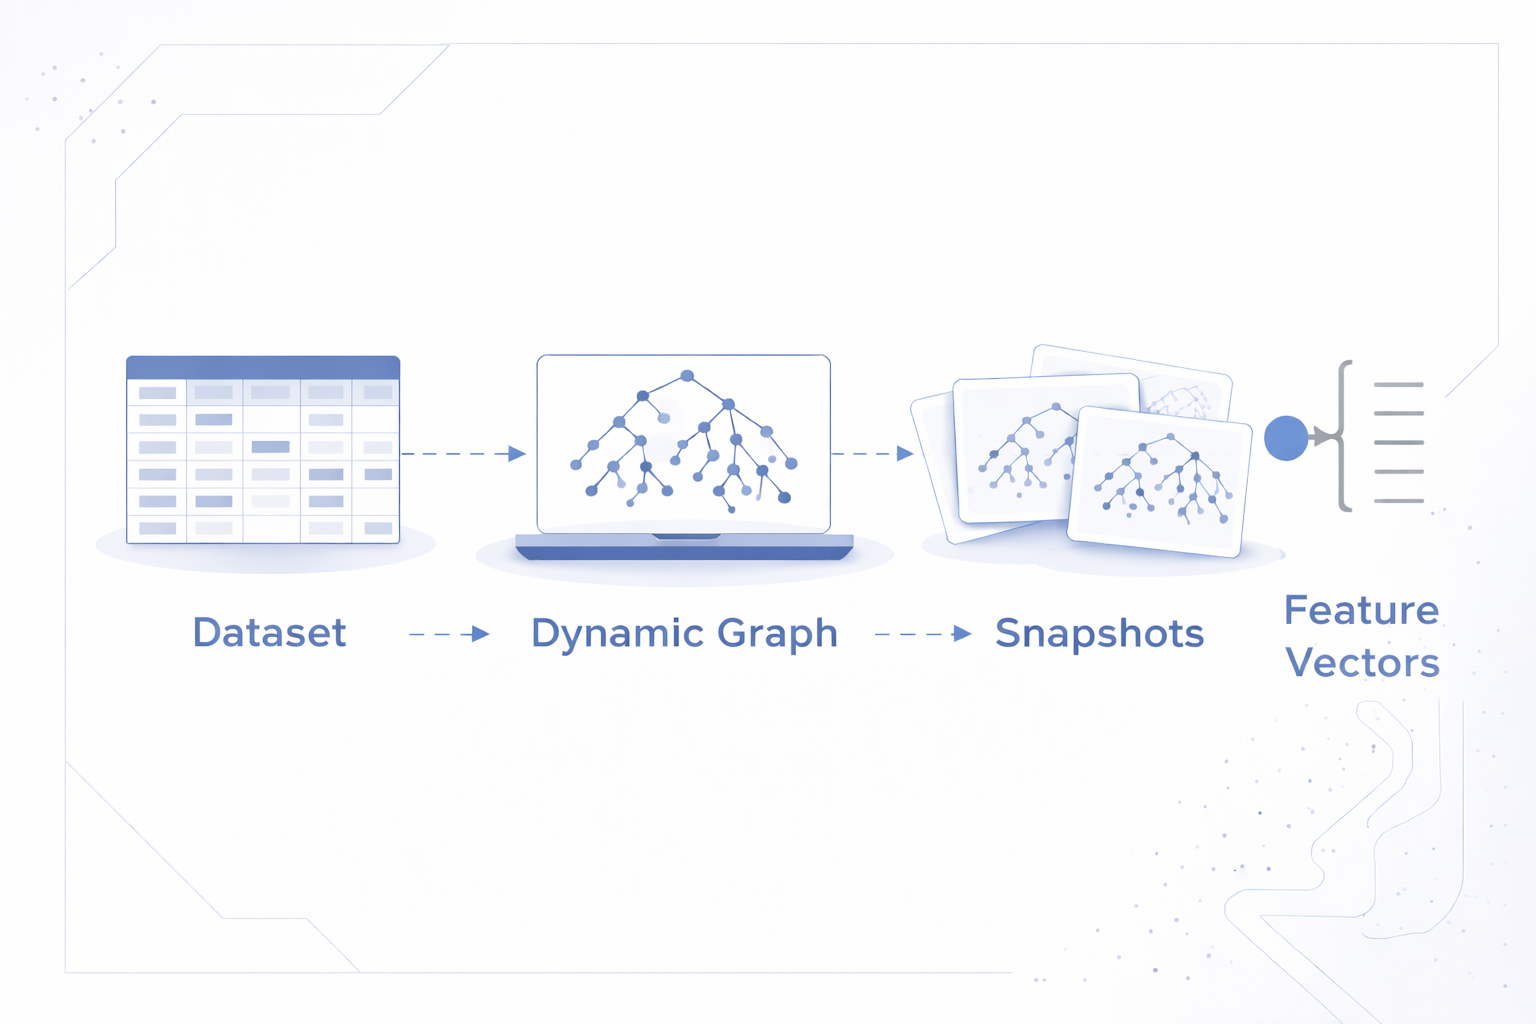 Dataset
Dynamic Graph
Snapshots
Feature
Vectors